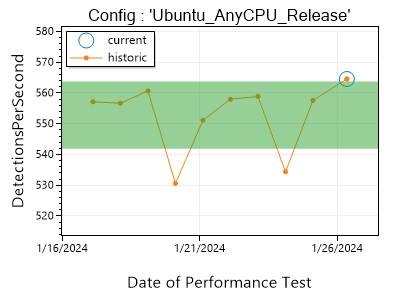 Config : 'Ubuntu_AnyCPU_Release'
current
historic
DetectionsPerSecond
580
570
560
550
540
530
520
1/16/2024
1/21/2024
1/26/2024
Date of Performance Test